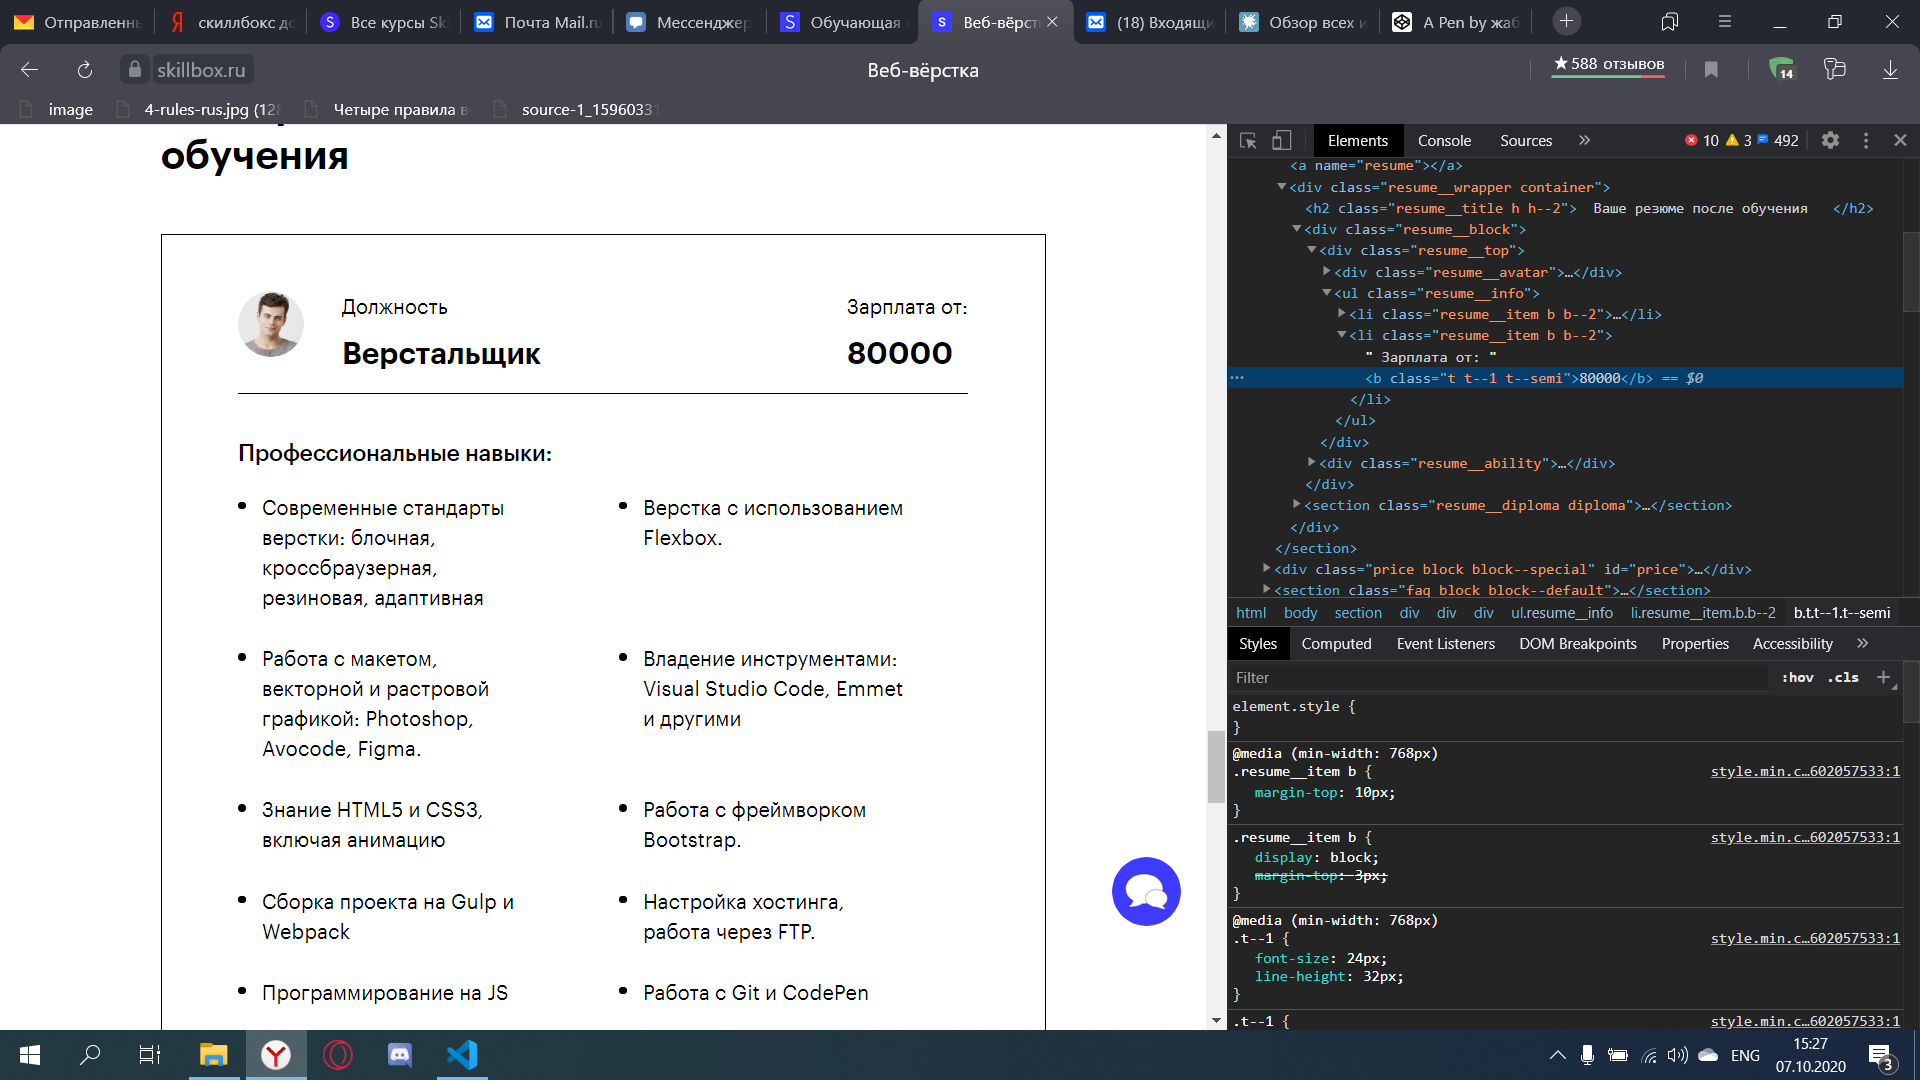 Отправленн
скиллбокс до
Все курсы Sk
Почта Mail.ru
Мессенджер
Обучающая
Веб-вёрст
(18) Входящи
Обзор всех и
A Pen by жаб
skillbox.ru
Веб-вёрстка
★588 отзывов
14
image
4-rules-rus.jpg (128
Четыре правила в
source-1_15960331
обучения
Должность
Верстальщик
Зарплата от:
80000
Профессиональные навыки:
Современные стандарты
верстки: блочная,
кроссбраузерная,
резиновая, адаптивная
Верстка с использованием
Flexbox.
Работа с макетом,
векторной и растровой
графикой: Photoshop,
Avocode, Figma.
Владение инструментами:
Visual Studio Code, Emmet
и другими
Знание HTML5 и CSS3,
включая анимацию
Работа с фреймворком
Bootstrap.
Сборка проекта на Gulp и
Webpack
Настройка хостинга,
работа через FTP.
Программирование на JS
Работа с Git и CodePen
Elements Console Sources » 10 3 492
<a name="resume"></a>
<div class="resume__wrapper container">
<h2 class="resume__title h h--2"> Ваше резюме после обучения </h2>
<div class="resume__block">
<div class="resume__top">
<div class="resume__avatar">…</div>
<ul class="resume__info">
<li class="resume__item b b--2">…</li>
<li class="resume__item b b--2">
" Зарплата от: "
<b class="t t--1 t--semi">80000</b> == $0
</li>
</ul>
</div>
<div class="resume__ability">…</div>
</div>
<section class="resume__diploma diploma">…</section>
</div>
</section>
<div class="price block block--special" id="price">…</div>
<section class="faq block block--default">…</section>
html body section div div div ul.resume__info li.resume__item.b.b--2 b.t.t--1.t--semi
Styles Computed Event Listeners DOM Breakpoints Properties Accessibility »
Filter :hov .cls +
element.style {
}
@media (min-width: 768px)
.resume__item b { style.min.c…602057533:1
margin-top: 10px;
}
.resume__item b { style.min.c…602057533:1
display: block;
margin-top: 3px;
}
@media (min-width: 768px)
.t--1 { style.min.c…602057533:1
font-size: 24px;
line-height: 32px;
}
.t--1 { style.min.c…602057533:1
ENG
15:27
07.10.2020
3